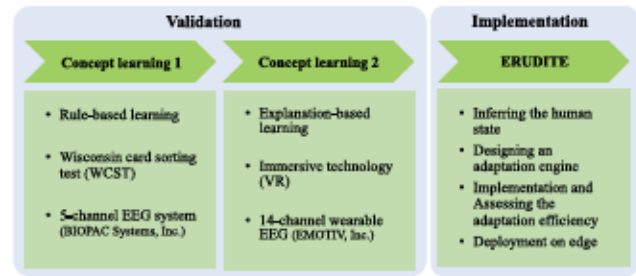 Validation
Implementation
Concept learning 1
Concept learning 2
ERUDITE
• Rule-based learning
• Wisconsin card sorting
test (WCST)
• 5-channel EEG system
(BIOPAC Systems, Inc.)
• Explanation-based
learning
• Immersive technology
(VR)
• 14-channel wearable
EEG (EMOTIV, Inc.)
• Inferring the human
state
• Designing an
adaptation engine
• Implementation and
Assessing the
adaptation efficiency
• Deployment on edge